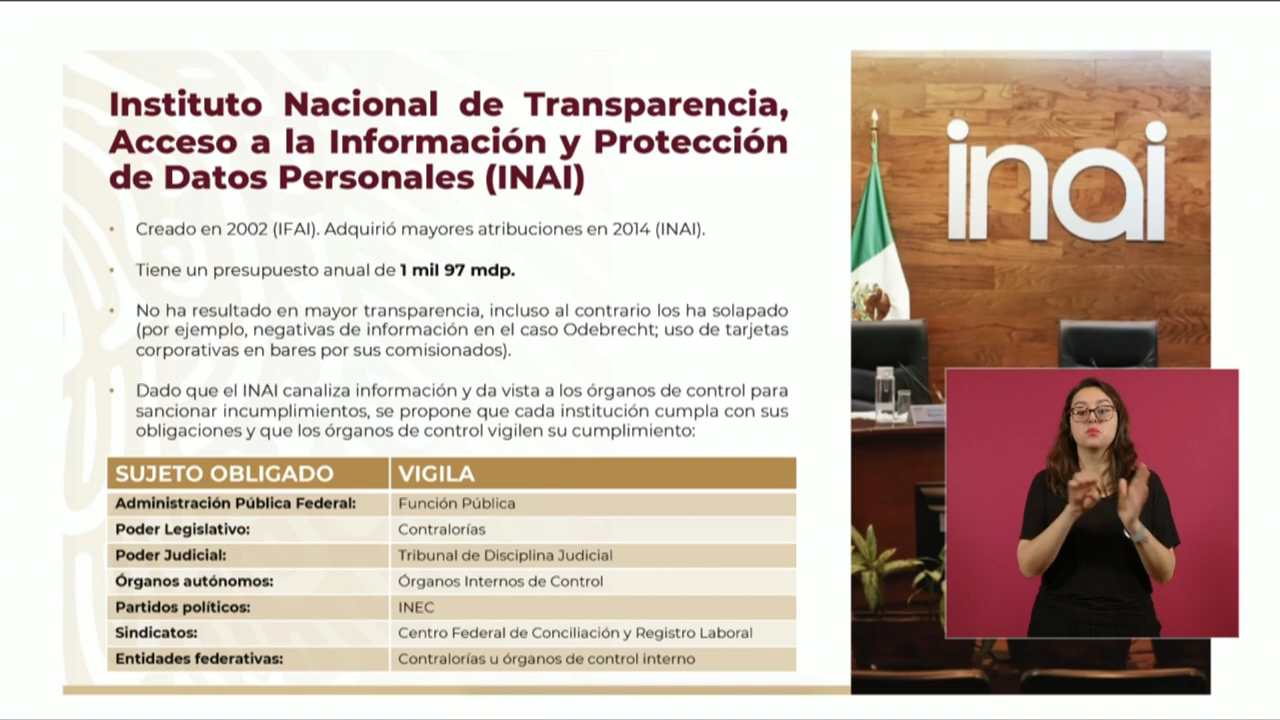 Instituto Nacional de Transparencia,
Acceso a la Información y Protección
de Datos Personales (INAI)
• Creado en 2002 (IFAI). Adquirió mayores atribuciones en 2014 (INAI).
• Tiene un presupuesto anual de 1 mil 97 mdp.
• No ha resultado en mayor transparencia, incluso al contrario los ha solapado
(por ejemplo, negativas de información en el caso Odebrecht; uso de tarjetas
corporativas en bares por sus comisionados).
• Dado que el INAI canaliza información y da vista a los órganos de control para
sancionar incumplimientos, se propone que cada institución cumpla con sus
obligaciones y que los órganos de control vigilen su cumplimiento:
SUJETO OBLIGADO VIGILA
Administración Pública Federal: Función Pública
Poder Legislativo: Contralorías
Poder Judicial: Tribunal de Disciplina Judicial
Órganos autónomos: Órganos Internos de Control
Partidos políticos: INEC
Sindicatos: Centro Federal de Conciliación y Registro Laboral
Entidades federativas: Contralorías u órganos de control interno
inai